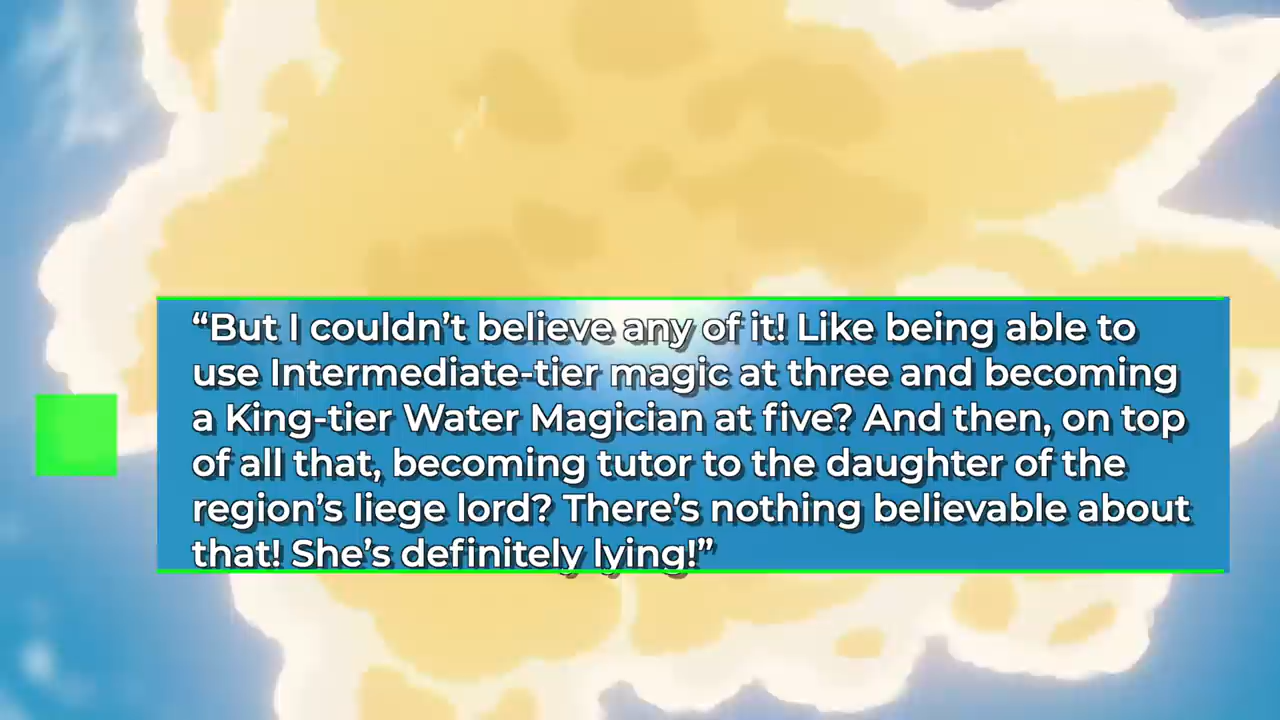 “But I couldn’t believe any of it! Like being able to
use Intermediate-tier magic at three and becoming
a King-tier Water Magician at five? And then, on top
of all that, becoming tutor to the daughter of the
region’s liege lord? There’s nothing believable about
that! She’s definitely lying!”